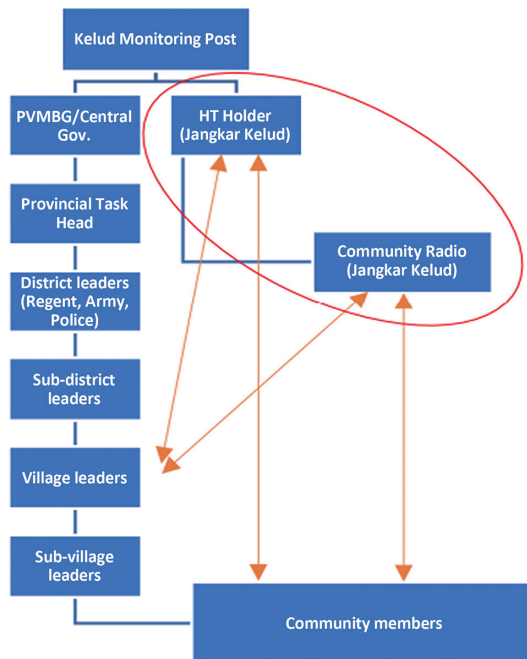 Kelud Monitoring Post
PVMBG/Central
Gov.
HT Holder
(Jangkar Kelud)
Provincial Task
Head
Community Radio
(Jangkar Kelud)
District leaders
(Regent, Army,
Police)
Sub-district
leaders
Village leaders
Sub-village
leaders
Community members